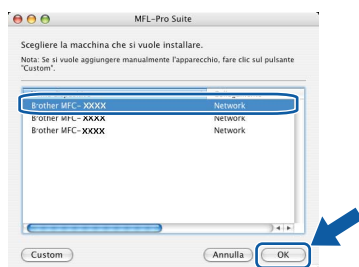 MFL-Pro Suite
Scegliere la macchina che si vuole installare.
Nota: Se si vuole aggiungere manualmente l'apparecchio, fare clic sul pulsante
"Custom".
Brother MFC- XXXX Network
Brother MFC- XXXX Network
Brother MFC- XXXX Network
Custom Annulla OK